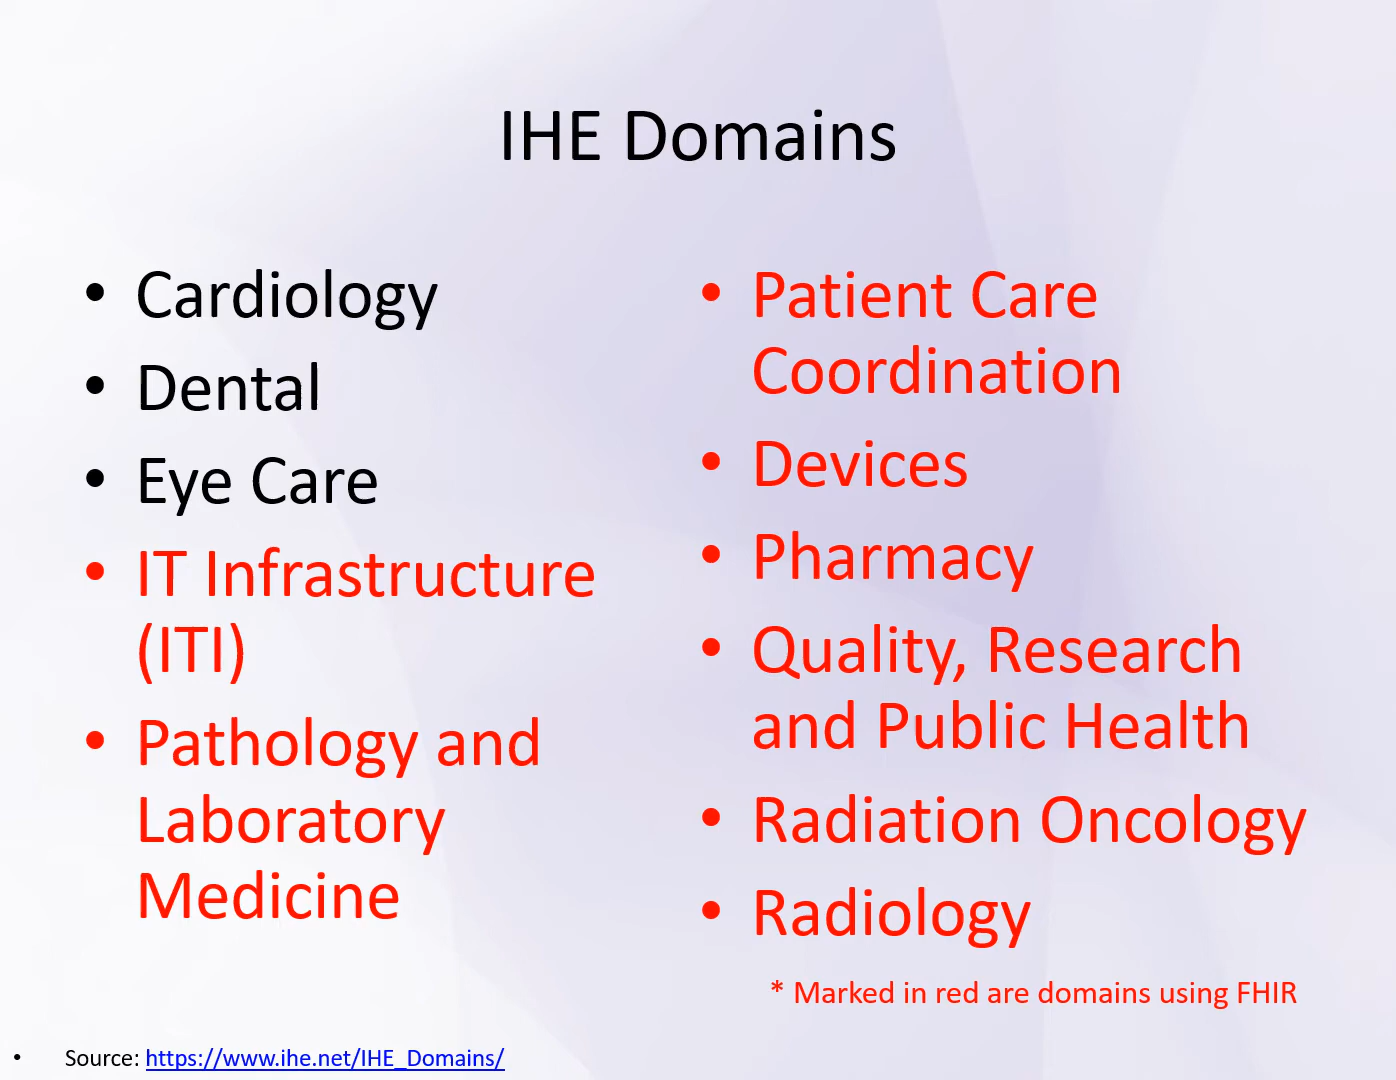 IHE Domains
• Cardiology
• Dental
• Eye Care
• IT Infrastructure
(ITI)
• Pathology and
Laboratory
Medicine
• Patient Care
Coordination
• Devices
• Pharmacy
• Quality, Research
and Public Health
• Radiation Oncology
• Radiology
* Marked in red are domains using FHIR
• Source: https://www.ihe.net/IHE_Domains/